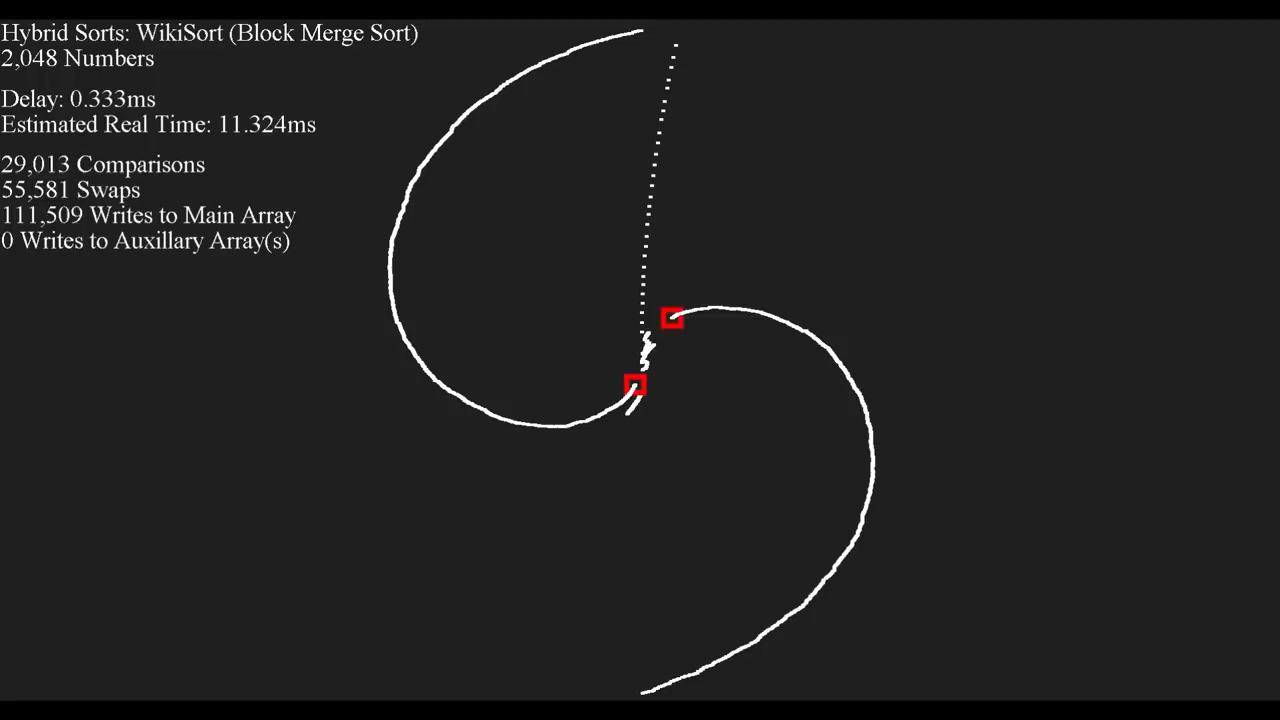 Hybrid Sorts: WikiSort (Block Merge Sort)
2,048 Numbers
Delay: 0.333ms
Estimated Real Time: 11.324ms
29,013 Comparisons
55,581 Swaps
111,509 Writes to Main Array
0 Writes to Auxillary Array(s)